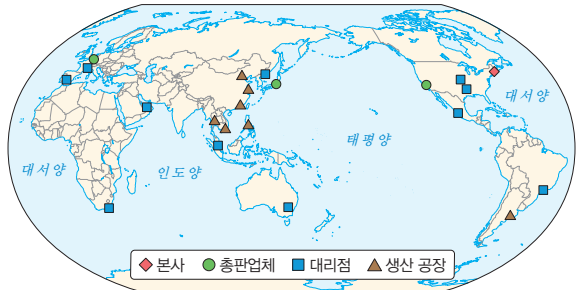 대서양
태평양
대서양
인도양
본사 총판업체 대리점 생산 공장